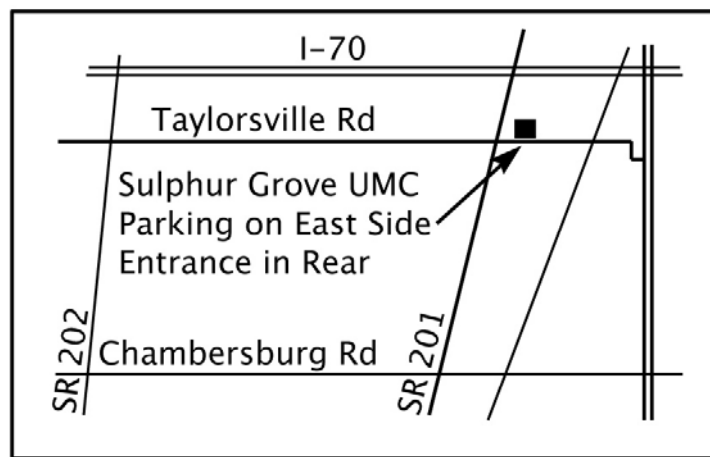 I-70
Taylorsville Rd
Sulphur Grove UMC
Parking on East Side
Entrance in Rear
SR 202
Chambersburg Rd
SR 201